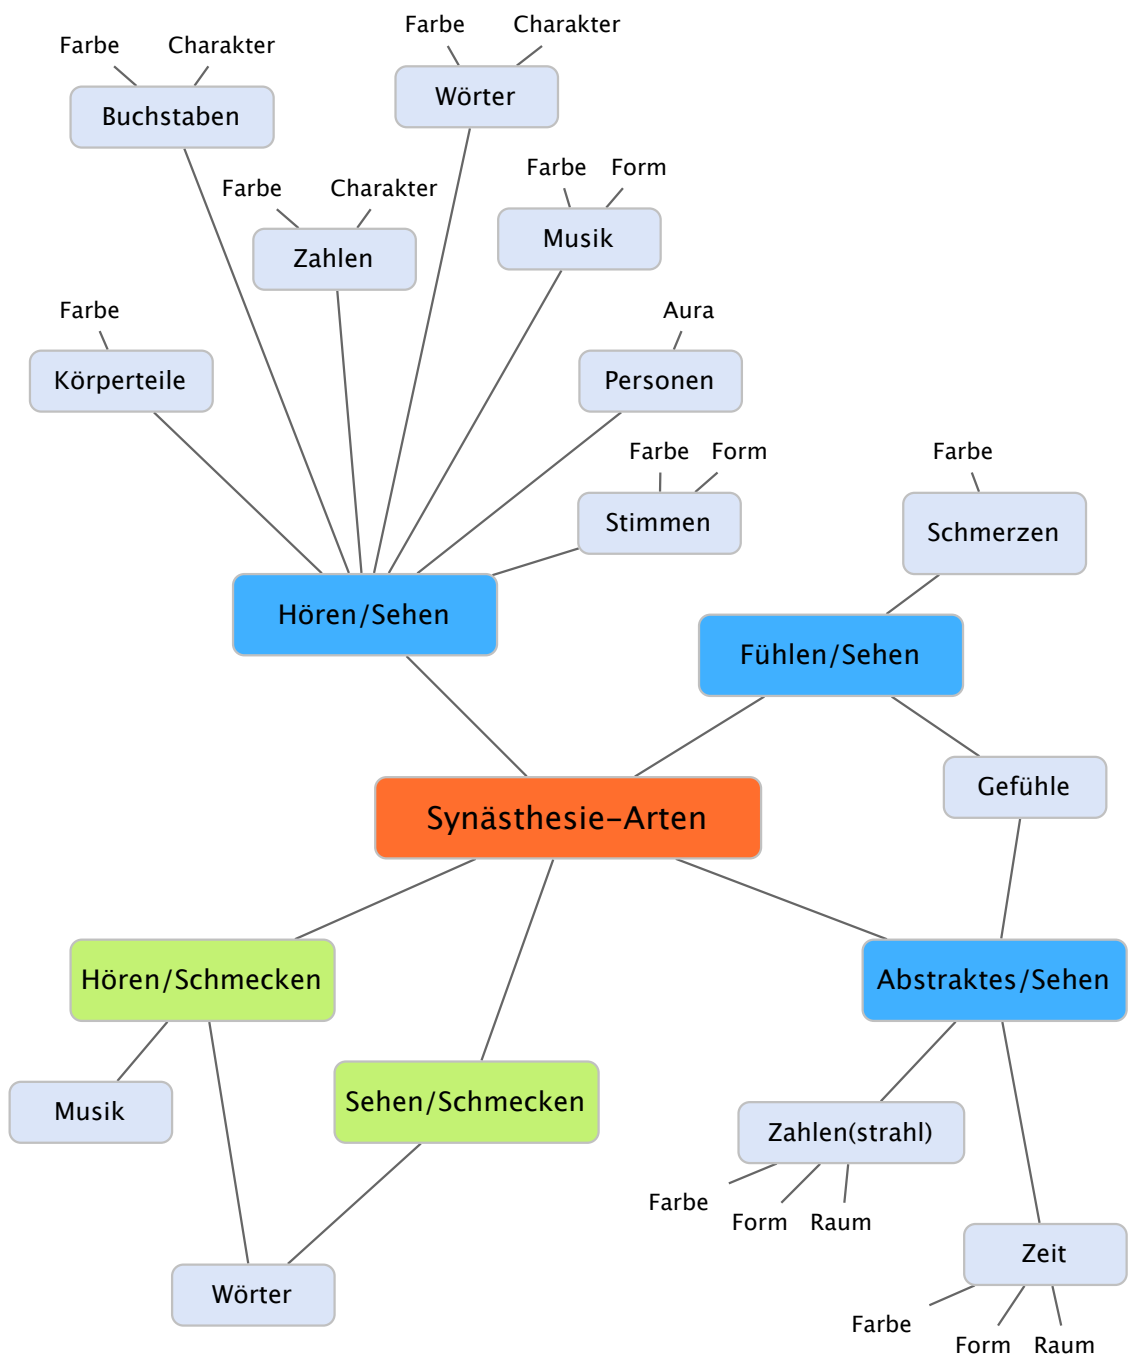 Farbe Charakter
Buchstaben
Farbe Charakter
Wörter
Farbe Charakter
Zahlen
Farbe Form
Musik
Farbe
Körperteile
Aura
Personen
Farbe Form
Stimmen
Farbe
Schmerzen
Hören/Sehen
Fühlen/Sehen
Gefühle
Synästhesie-Arten
Hören/Schmecken
Abstraktes/Sehen
Musik
Sehen/Schmecken
Zahlen(strahl)
Farbe
Form
Raum
Wörter
Zeit
Farbe
Form
Raum